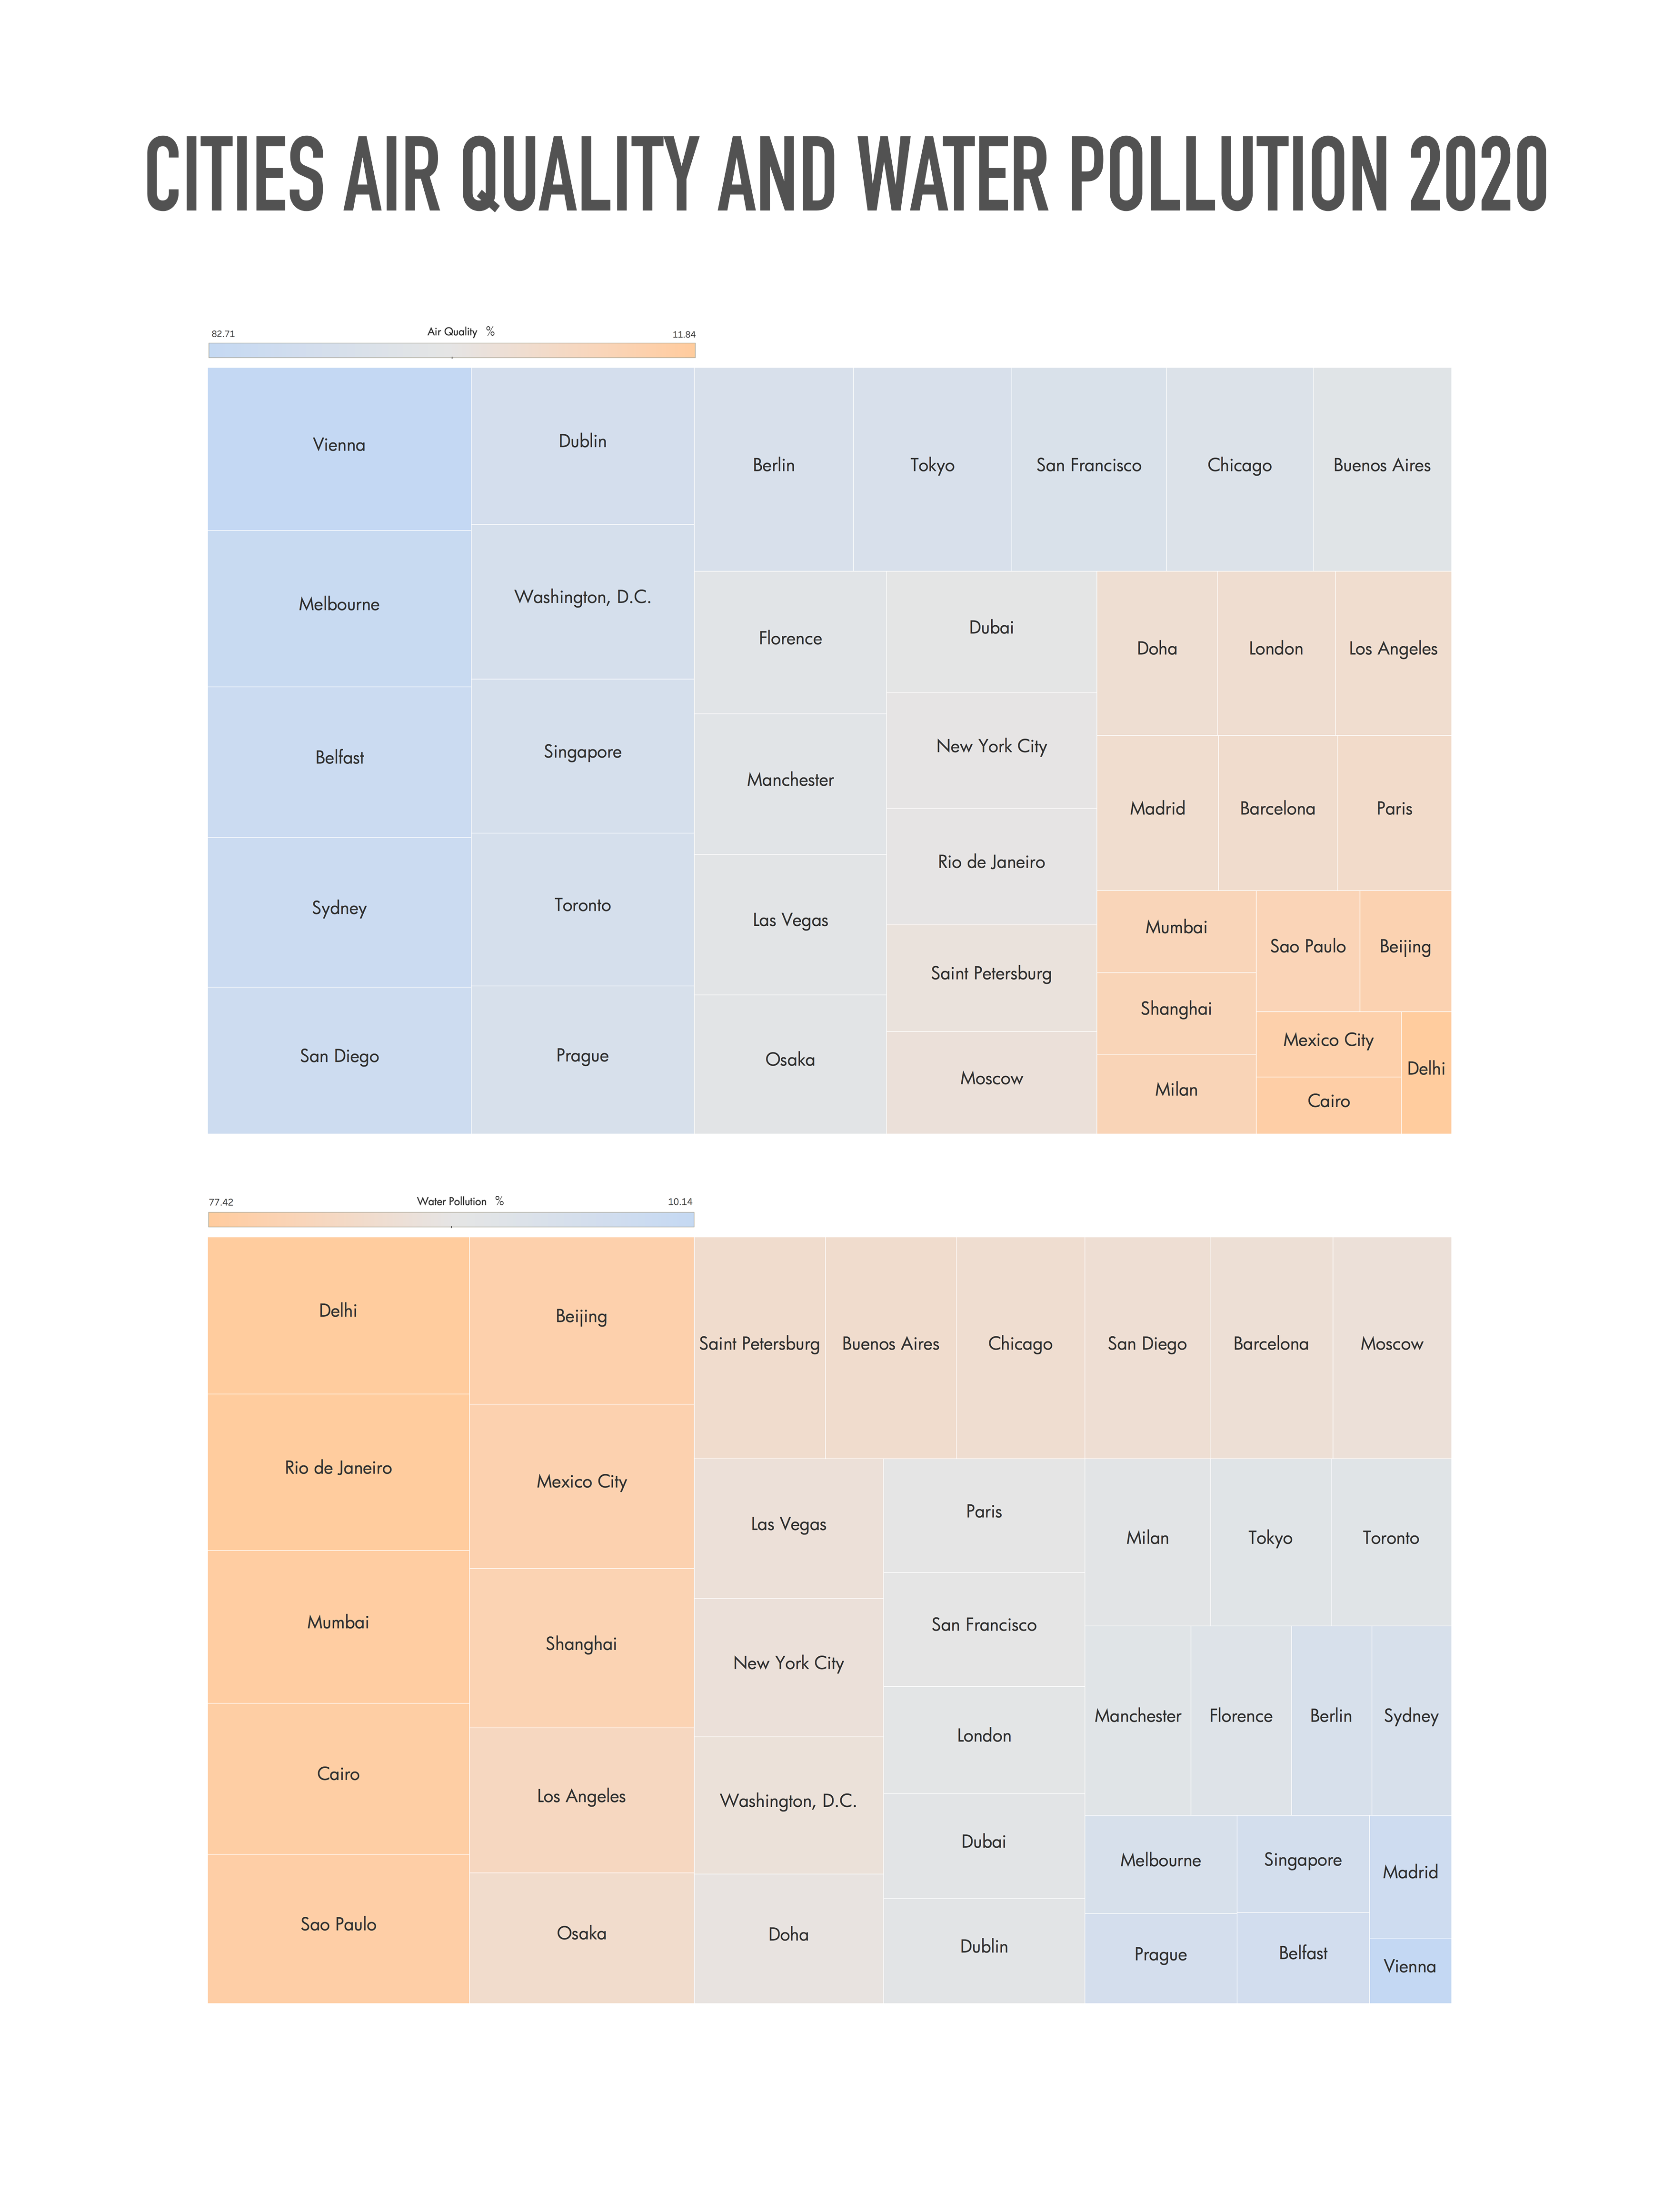 CITIES AIR QUALITY AND WATER POLLUTION 2020
82.71 Air Quality % 11.84
Vienna
Melbourne
Belfast
Sydney
San Diego
Dublin
Washington, D.C.
Singapore
Toronto
Prague
Berlin
Tokyo
San Francisco
Chicago
Buenos Aires
Florence
Manchester
Las Vegas
Osaka
Dubai
New York City
Rio de Janeiro
Saint Petersburg
Moscow
Doha
London
Los Angeles
Madrid
Barcelona
Paris
Mumbai
Shanghai
Milan
Sao Paulo
Beijing
Mexico City
Cairo
Delhi
77.42 Water Pollution % 10.14
Delhi
Rio de Janeiro
Mumbai
Cairo
Sao Paulo
Beijing
Mexico City
Shanghai
Los Angeles
Osaka
Saint Petersburg
Buenos Aires
Chicago
San Diego
Barcelona
Moscow
Las Vegas
New York City
Washington, D.C.
Doha
Paris
San Francisco
London
Dubai
Dublin
Milan
Tokyo
Toronto
Manchester
Florence
Berlin
Sydney
Melbourne
Prague
Singapore
Belfast
Madrid
Vienna